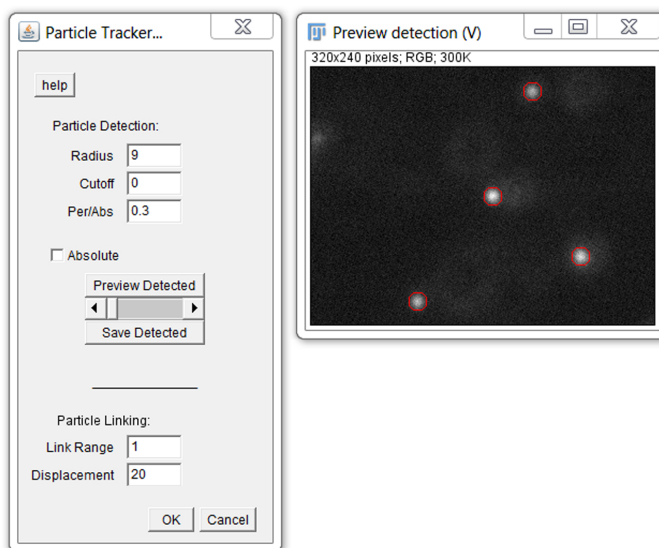 Particle Tracker...
help
Particle Detection:
Radius 9
Cutoff 0
Per/Abs 0.3
Absolute
Preview Detected
Save Detected
Particle Linking:
Link Range 1
Displacement 20
OK Cancel
Preview detection (V)
320x240 pixels; RGB; 300K